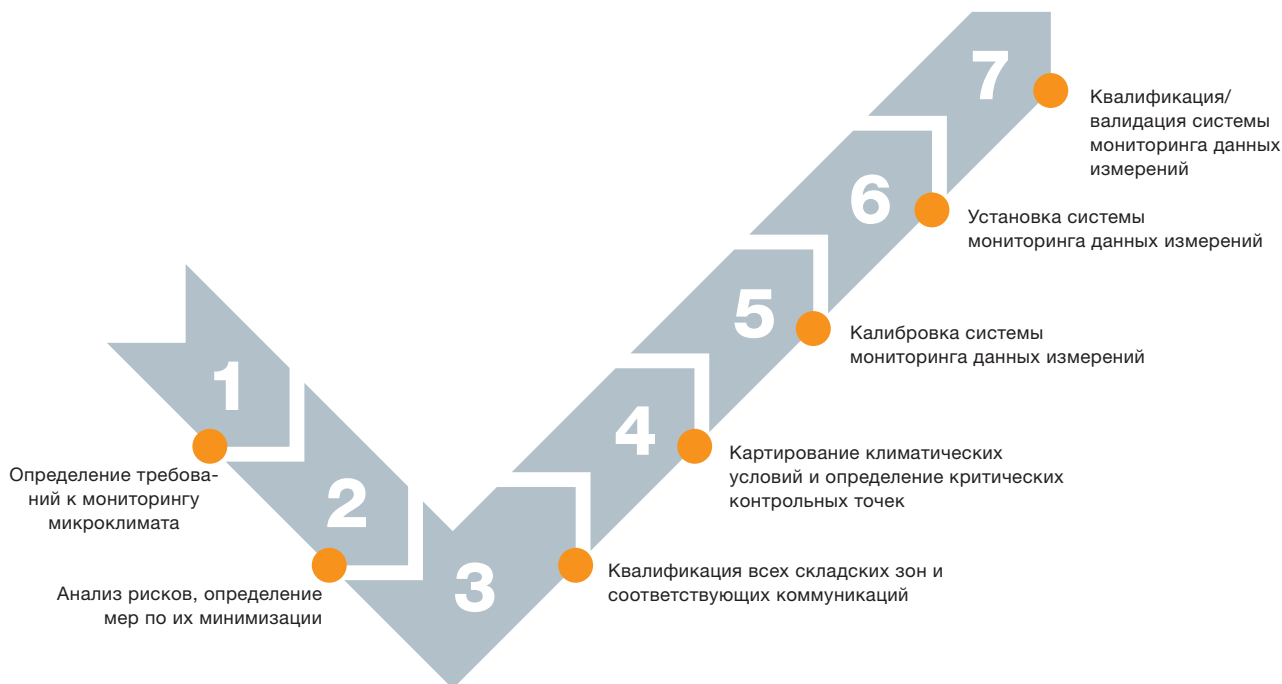 1
Определение требова-
ний к мониторингу
микроклимата
2
Анализ рисков, определение
мер по их минимизации
3
Квалификация всех складских зон и
соответствующих коммуникаций
4
Картирование климатических
условий и определение критических
контрольных точек
5
Калибровка системы
мониторинга данных измерений
6
Установка системы
мониторинга данных измерений
7
Квалификация/
валидация системы
мониторинга данных
измерений